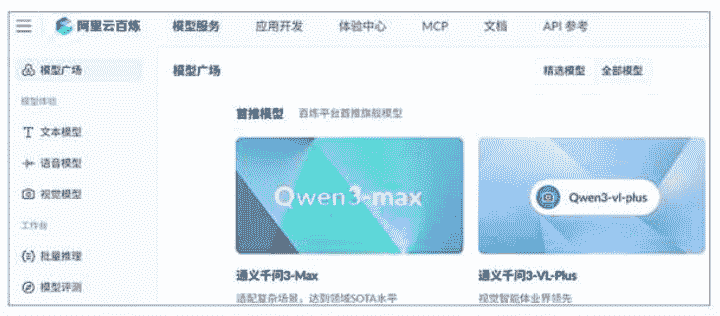 阿里云百炼 模型服务 应用开发 体验中心 MCP 文档 API 参考
模型广场
模型体验
文本模型
语音模型
视觉模型
工作台
批量推理
模型评测
模型广场 精选模型 全部模型
首推模型 百炼平台首推旗舰模型
Qwen3-max
Qwen3-vl-plus
通义千问3-Max
适配复杂场景，达到领域SOTA水平
通义千问3-VL-Plus
视觉智能体业界领先